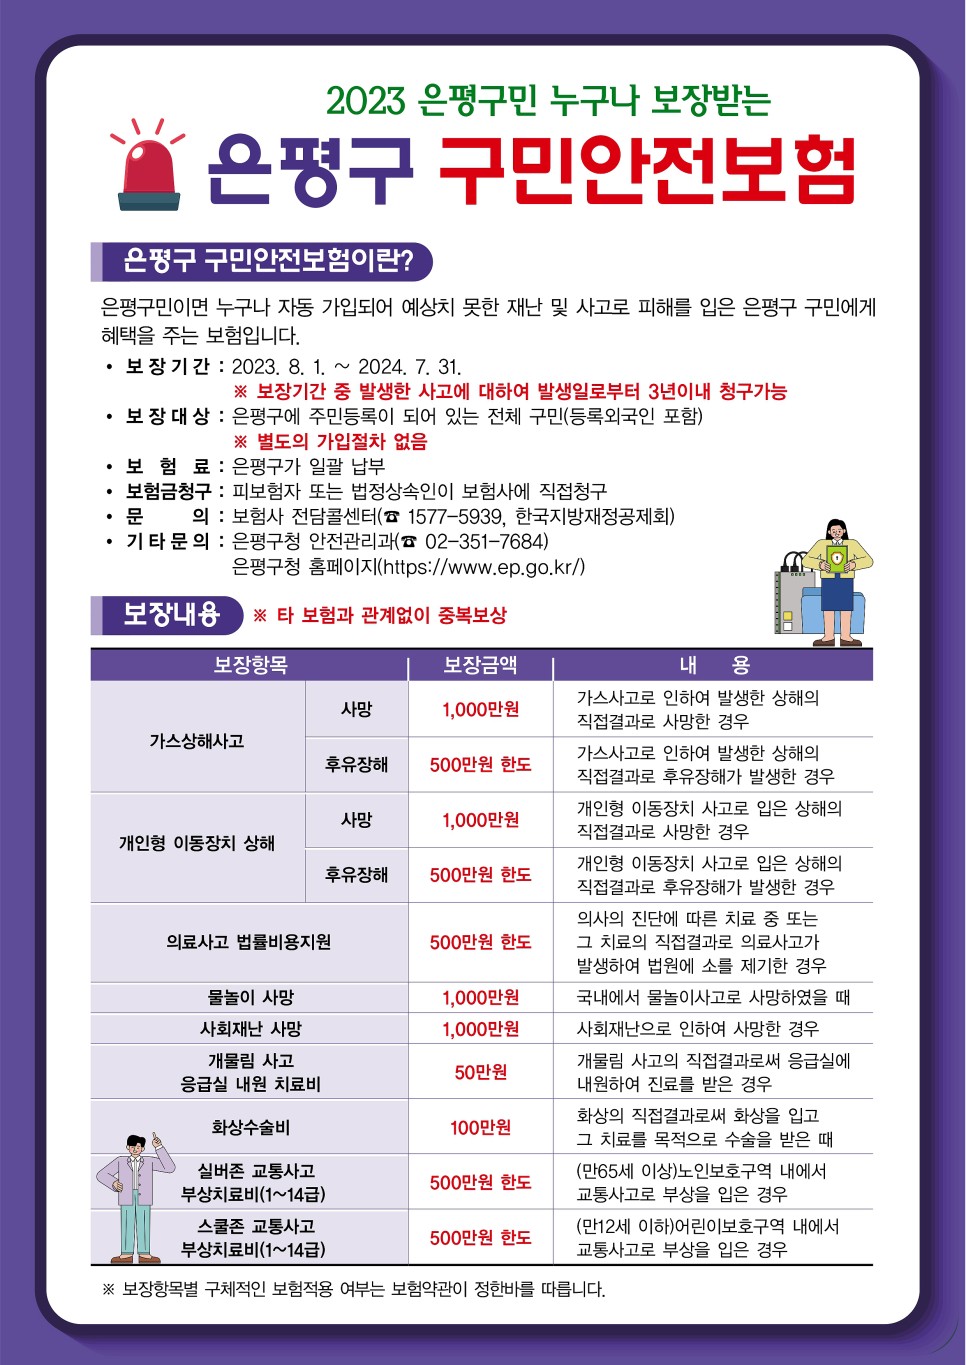 2023 은평구민 누구나 보장받는
은평구 구민안전보험
은평구 구민안전보험이란?
은평구민이면 누구나 자동 가입되어 예상치 못한 재난 및 사고로 피해를 입은 은평구 구민에게
혜택을 주는 보험입니다.
• 보장기간 : 2023. 8. 1. ~ 2024. 7. 31.
※ 보장기간 중 발생한 사고에 대하여 발생일로부터 3년이내 청구가능
• 보장대상 : 은평구에 주민등록이 되어 있는 전체 구민(등록외국인 포함)
※ 별도의 가입절차 없음
• 보 험 료 : 은평구가 일괄 납부
• 보험금청구 : 피보험자 또는 법정상속인이 보험사에 직접청구
• 문 의 : 보험사 전담콜센터(☎ 1577-5939, 한국지방재정공제회)
• 기타문의 : 은평구청 안전관리과(☎ 02-351-7684)
은평구청 홈페이지(https://www.ep.go.kr/)
보장내용 ※ 타 보험과 관계없이 중복보상
보장항목 보장금액 내 용
가스상해사고
사망 1,000만원
가스사고로 인하여 발생한 상해의
직접결과로 사망한 경우
후유장해 500만원 한도
가스사고로 인하여 발생한 상해의
직접결과로 후유장해가 발생한 경우
개인형 이동장치 상해
사망 1,000만원
개인형 이동장치 사고로 입은 상해의
직접결과로 사망한 경우
후유장해 500만원 한도
개인형 이동장치 사고로 입은 상해의
직접결과로 후유장해가 발생한 경우
의료사고 법률비용지원 500만원 한도
의사의 진단에 따른 치료 중 또는
그 치료의 직접결과로 의료사고가
발생하여 법원에 소를 제기한 경우
물놀이 사망 1,000만원 국내에서 물놀이사고로 사망하였을 때
사회재난 사망 1,000만원 사회재난으로 인하여 사망한 경우
개물림 사고
응급실 내원 치료비
50만원
개물림 사고의 직접결과로써 응급실에
내원하여 진료를 받은 경우
화상수술비 100만원
화상의 직접결과로써 화상을 입고
그 치료를 목적으로 수술을 받은 때
실버존 교통사고
부상치료비(1~14급)
500만원 한도
(만65세 이상)노인보호구역 내에서
교통사고로 부상을 입은 경우
스쿨존 교통사고
부상치료비(1~14급)
500만원 한도
(만12세 이하)어린이보호구역 내에서
교통사고로 부상을 입은 경우
※ 보장항목별 구체적인 보험적용 여부는 보험약관이 정한바를 따릅니다.